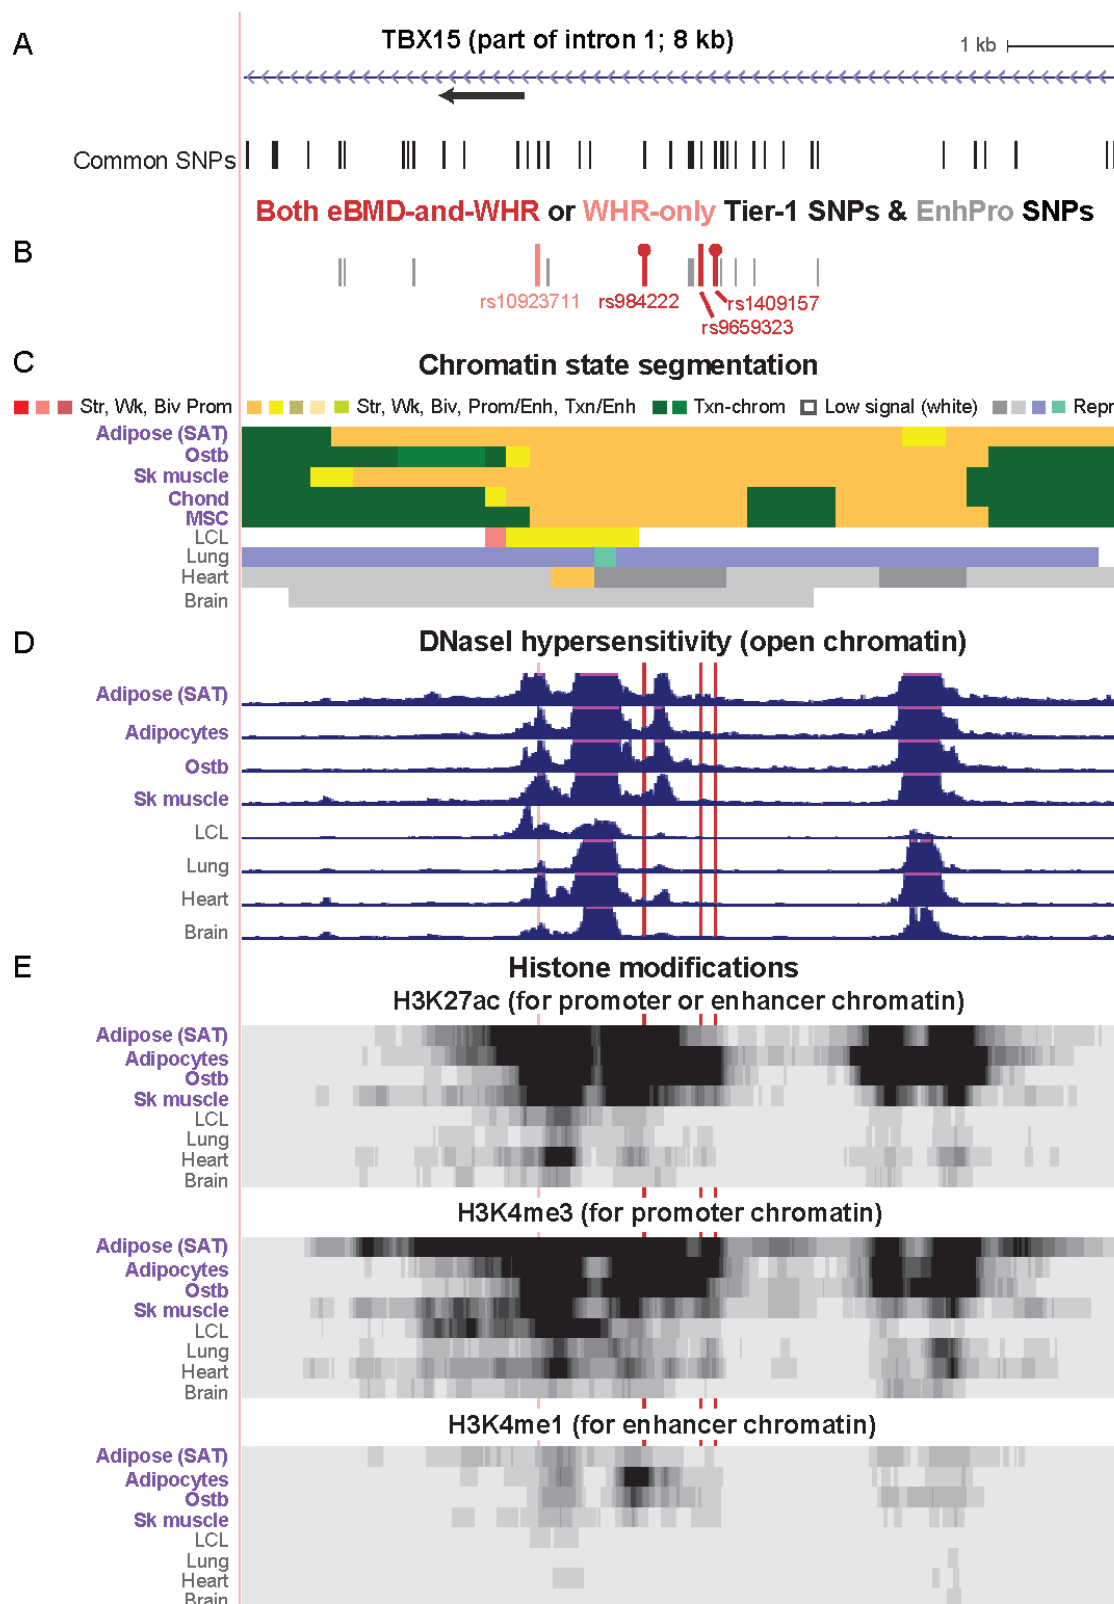 A
TBX15 (part of intron 1; 8 kb)
1 kb
Common SNPs
Both eBMD-and-WHR or WHR-only Tier-1 SNPs & EnhPro SNPs
B
rs10923711
rs984222
rs1409157
rs9659323
C
Chromatin state segmentation
Str, Wk, Biv Prom
Str, Wk, Biv, Prom/Enh, Txn/Enh
Txn-chrom
Low signal (white)
Repr
Adipose (SAT)
Ostb
Sk muscle
Chond
MSC
LCL
Lung
Heart
Brain
D
DNaseI hypersensitivity (open chromatin)
Adipose (SAT)
Adipocytes
Ostb
Sk muscle
LCL
Lung
Heart
Brain
E
Histone modifications
H3K27ac (for promoter or enhancer chromatin)
Adipose (SAT)
Adipocytes
Ostb
Sk muscle
LCL
Lung
Heart
Brain
H3K4me3 (for promoter chromatin)
Adipose (SAT)
Adipocytes
Ostb
Sk muscle
LCL
Lung
Heart
Brain
H3K4me1 (for enhancer chromatin)
Adipose (SAT)
Adipocytes
Ostb
Sk muscle
LCL
Lung
Heart
Brain